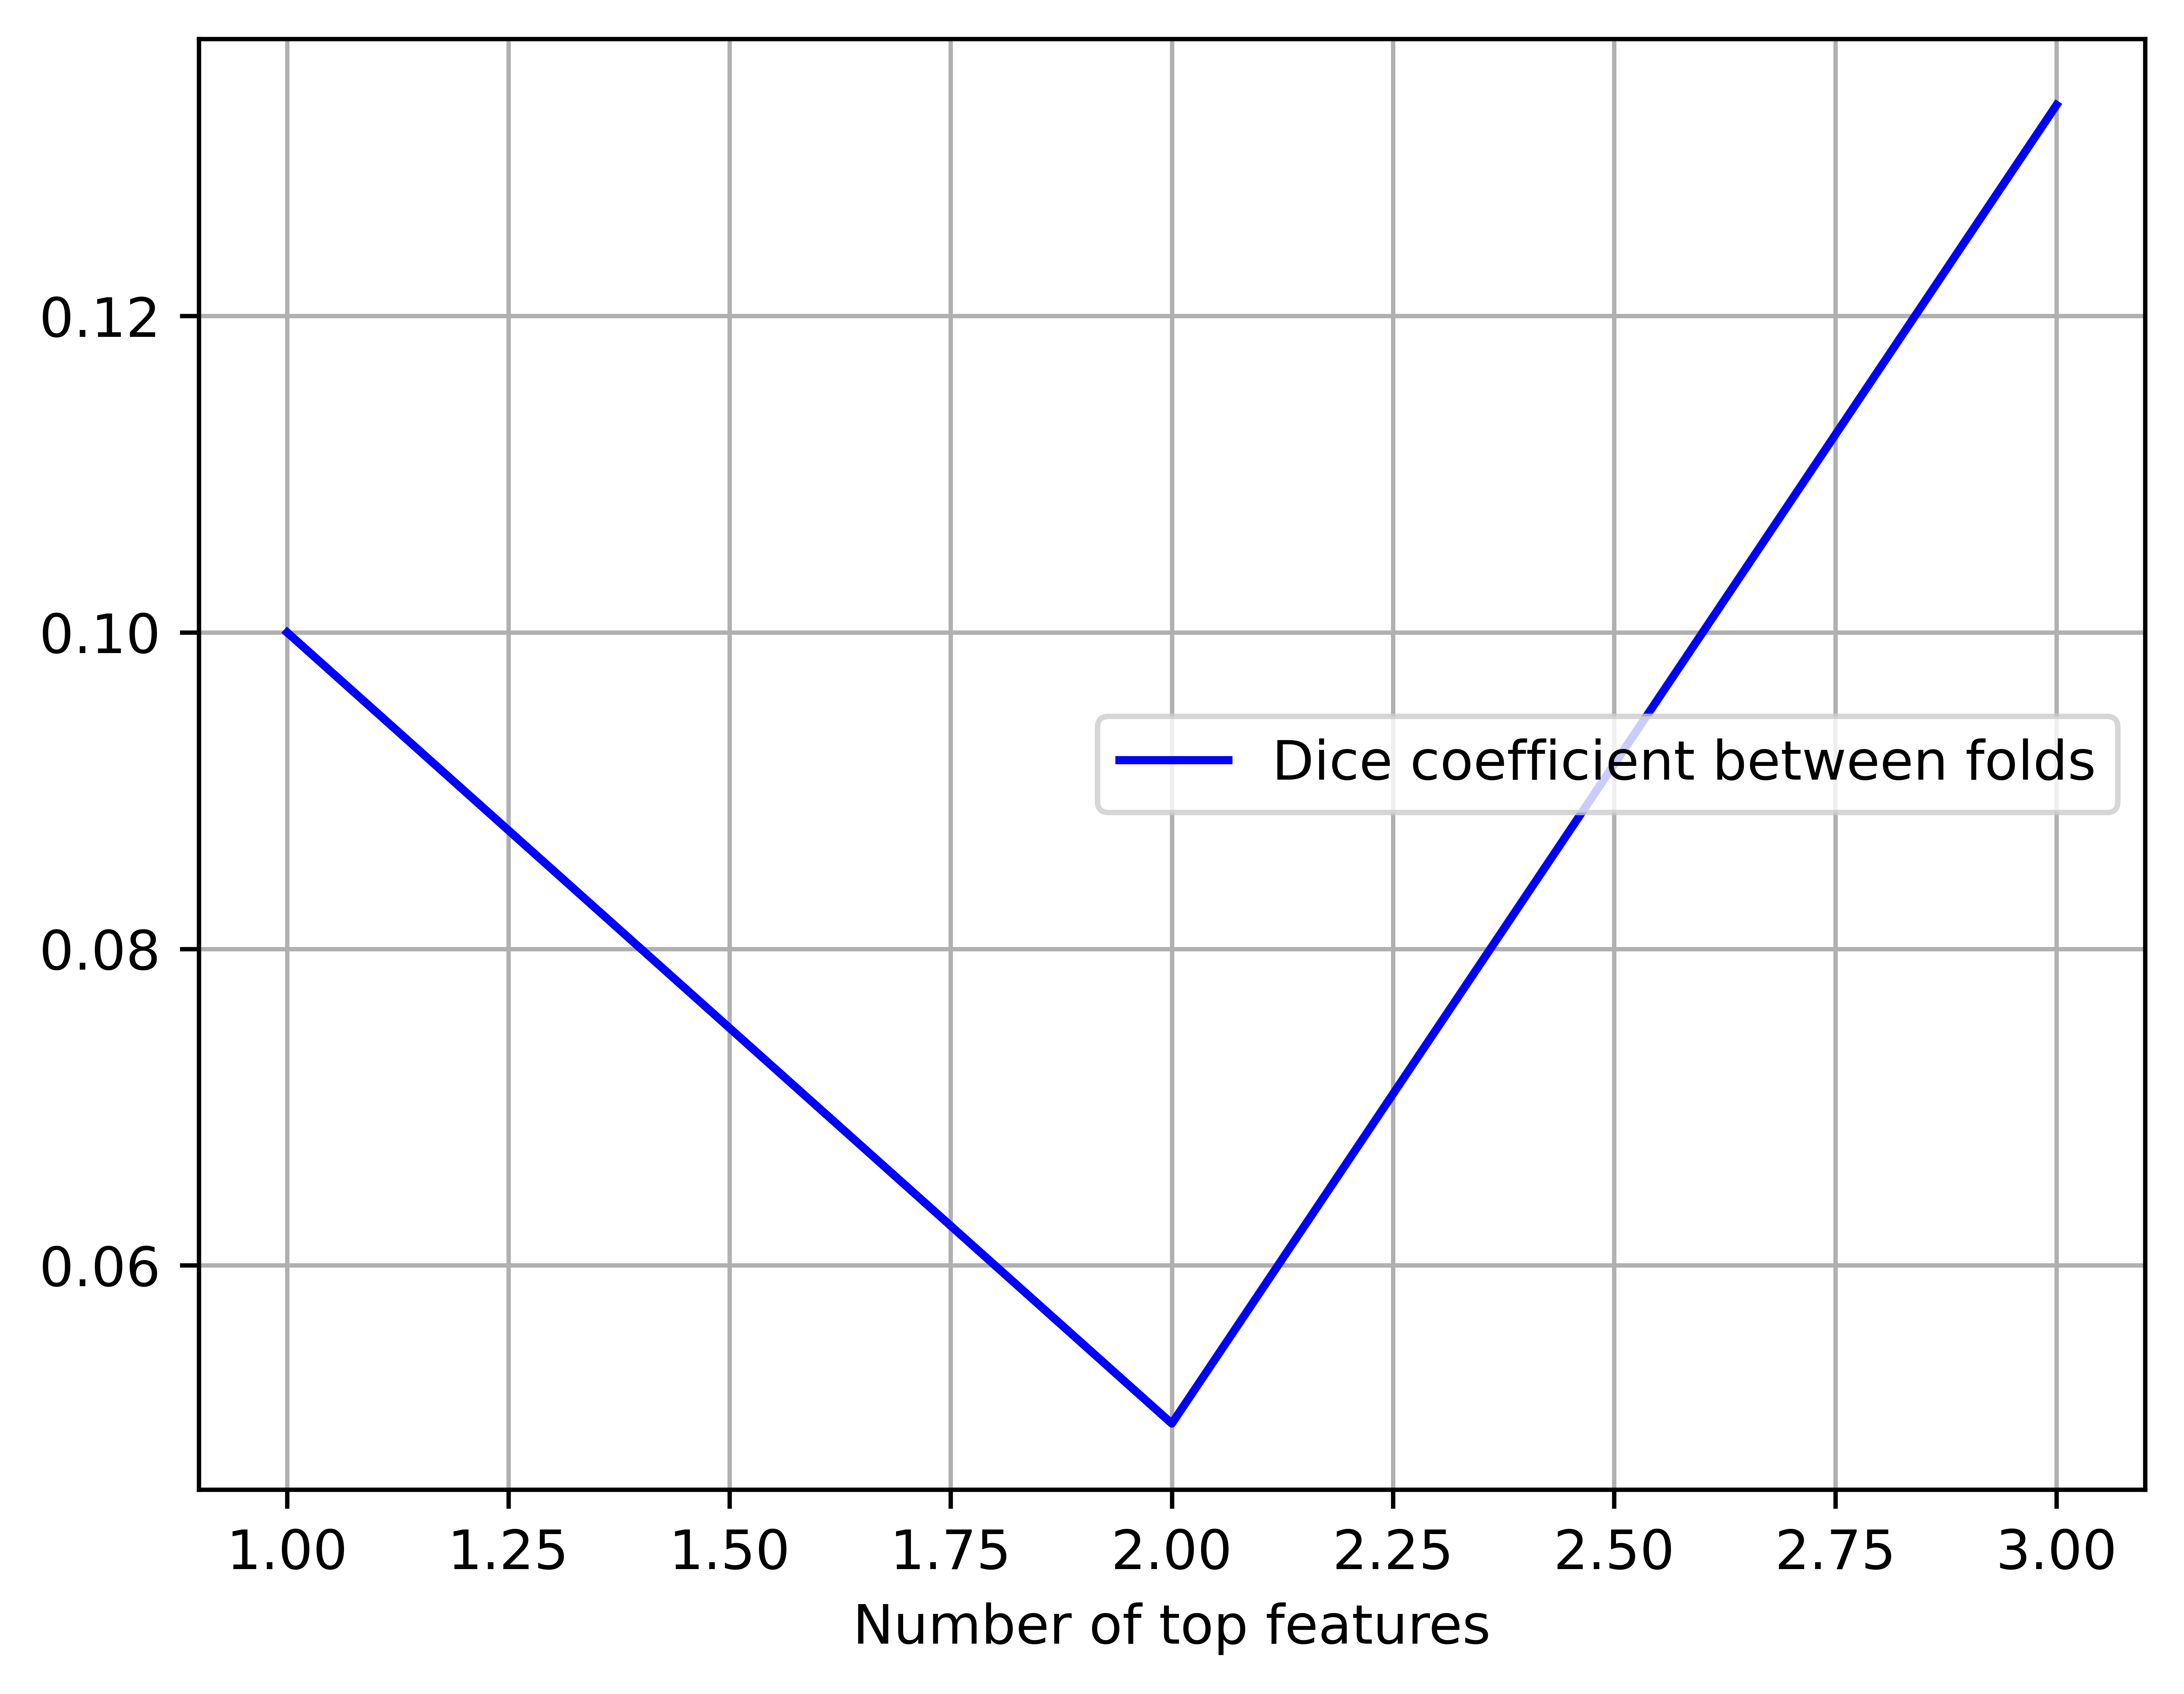 0.12
0.10
0.08
0.06
Dice coefficient between folds
1.00 1.25 1.50 1.75 2.00 2.25 2.50 2.75 3.00
Number of top features